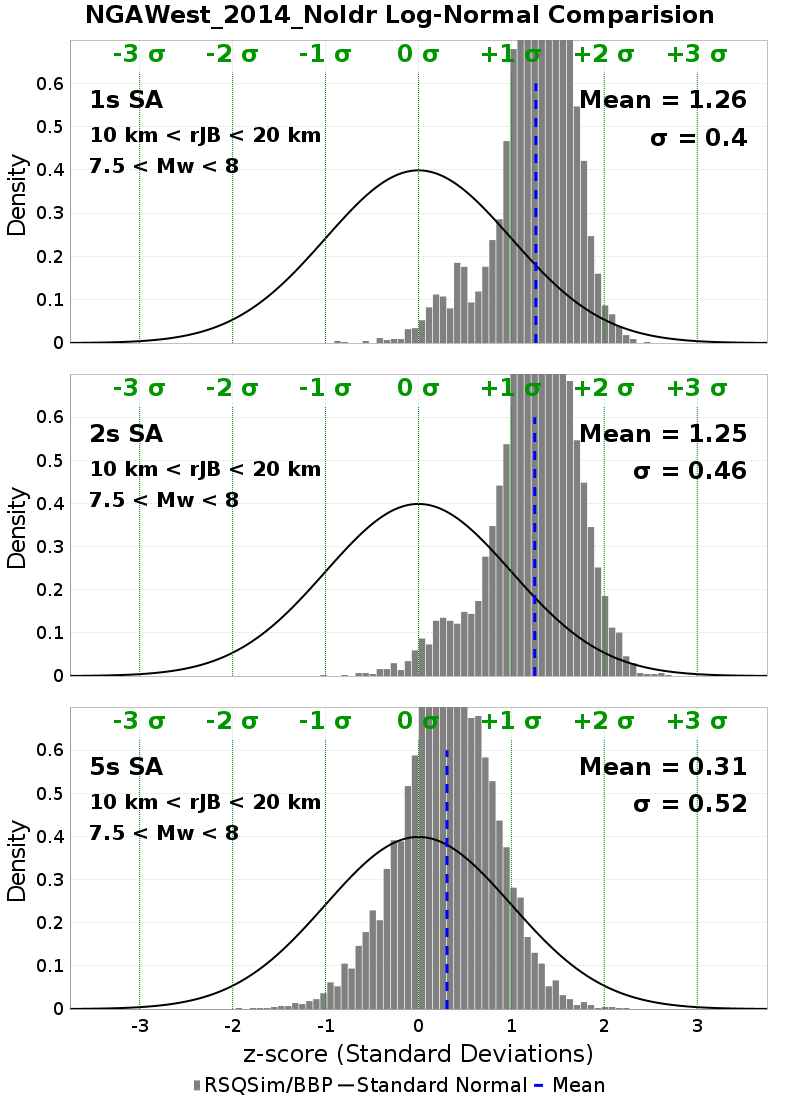 NGAWest_2014_NoIdr Log-Normal Comparision
-3 σ -2 σ -1 σ 0 σ +1 σ +2 σ +3 σ
1s SA
10 km < rJB < 20 km
7.5 < Mw < 8
Mean = 1.26
σ = 0.4
Density
0.6
0.5
0.4
0.3
0.2
0.1
0
-3 σ -2 σ -1 σ 0 σ +1 σ +2 σ +3 σ
2s SA
10 km < rJB < 20 km
7.5 < Mw < 8
Mean = 1.25
σ = 0.46
Density
0.6
0.5
0.4
0.3
0.2
0.1
0
-3 σ -2 σ -1 σ 0 σ +1 σ +2 σ +3 σ
5s SA
10 km < rJB < 20 km
7.5 < Mw < 8
Mean = 0.31
σ = 0.52
Density
0.6
0.5
0.4
0.3
0.2
0.1
0
-3 -2 -1 0 1 2 3
z-score (Standard Deviations)
RSQSim/BBP Standard Normal Mean